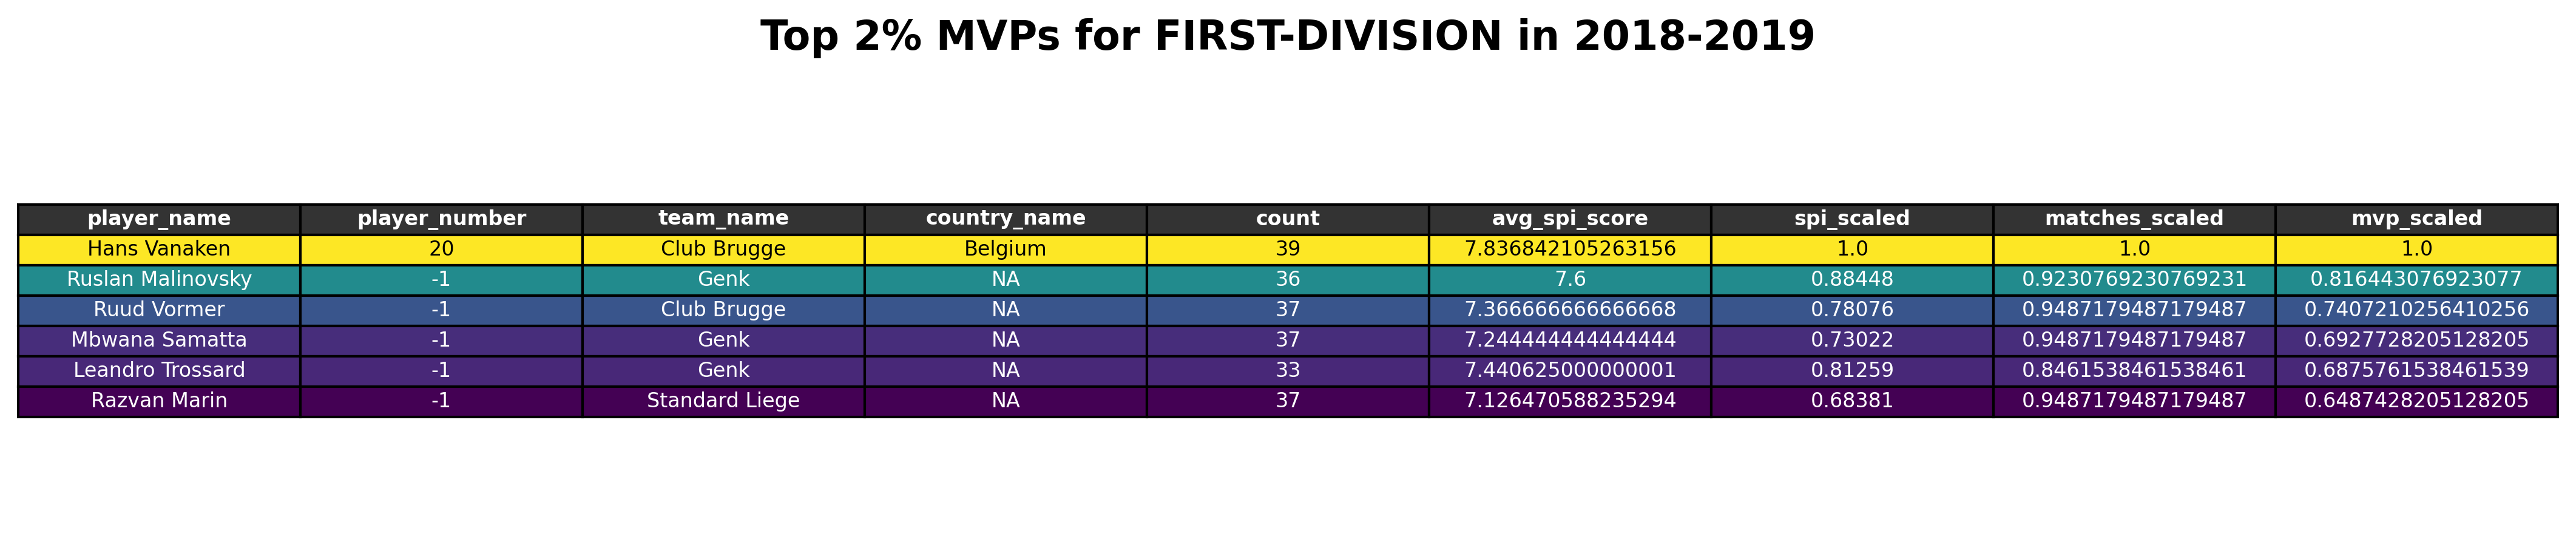 Top 2% MVPs for FIRST-DIVISION in 2018-2019
player_name player_number team_name country_name count avg_spi_score spi_scaled matches_scaled mvp_scaled
Hans Vanaken 20 Club Brugge Belgium 39 7.836842105263156 1.0 1.0 1.0
Ruslan Malinovsky -1 Genk NA 36 7.6 0.88448 0.9230769230769231 0.816443076923077
Ruud Vormer -1 Club Brugge NA 37 7.366666666666668 0.78076 0.9487179487179487 0.7407210256410256
Mbwana Samatta -1 Genk NA 37 7.244444444444444 0.73022 0.9487179487179487 0.6927728205128205
Leandro Trossard -1 Genk NA 33 7.440625000000001 0.81259 0.8461538461538461 0.6875761538461539
Razvan Marin -1 Standard Liege NA 37 7.126470588235294 0.68381 0.9487179487179487 0.6487428205128205